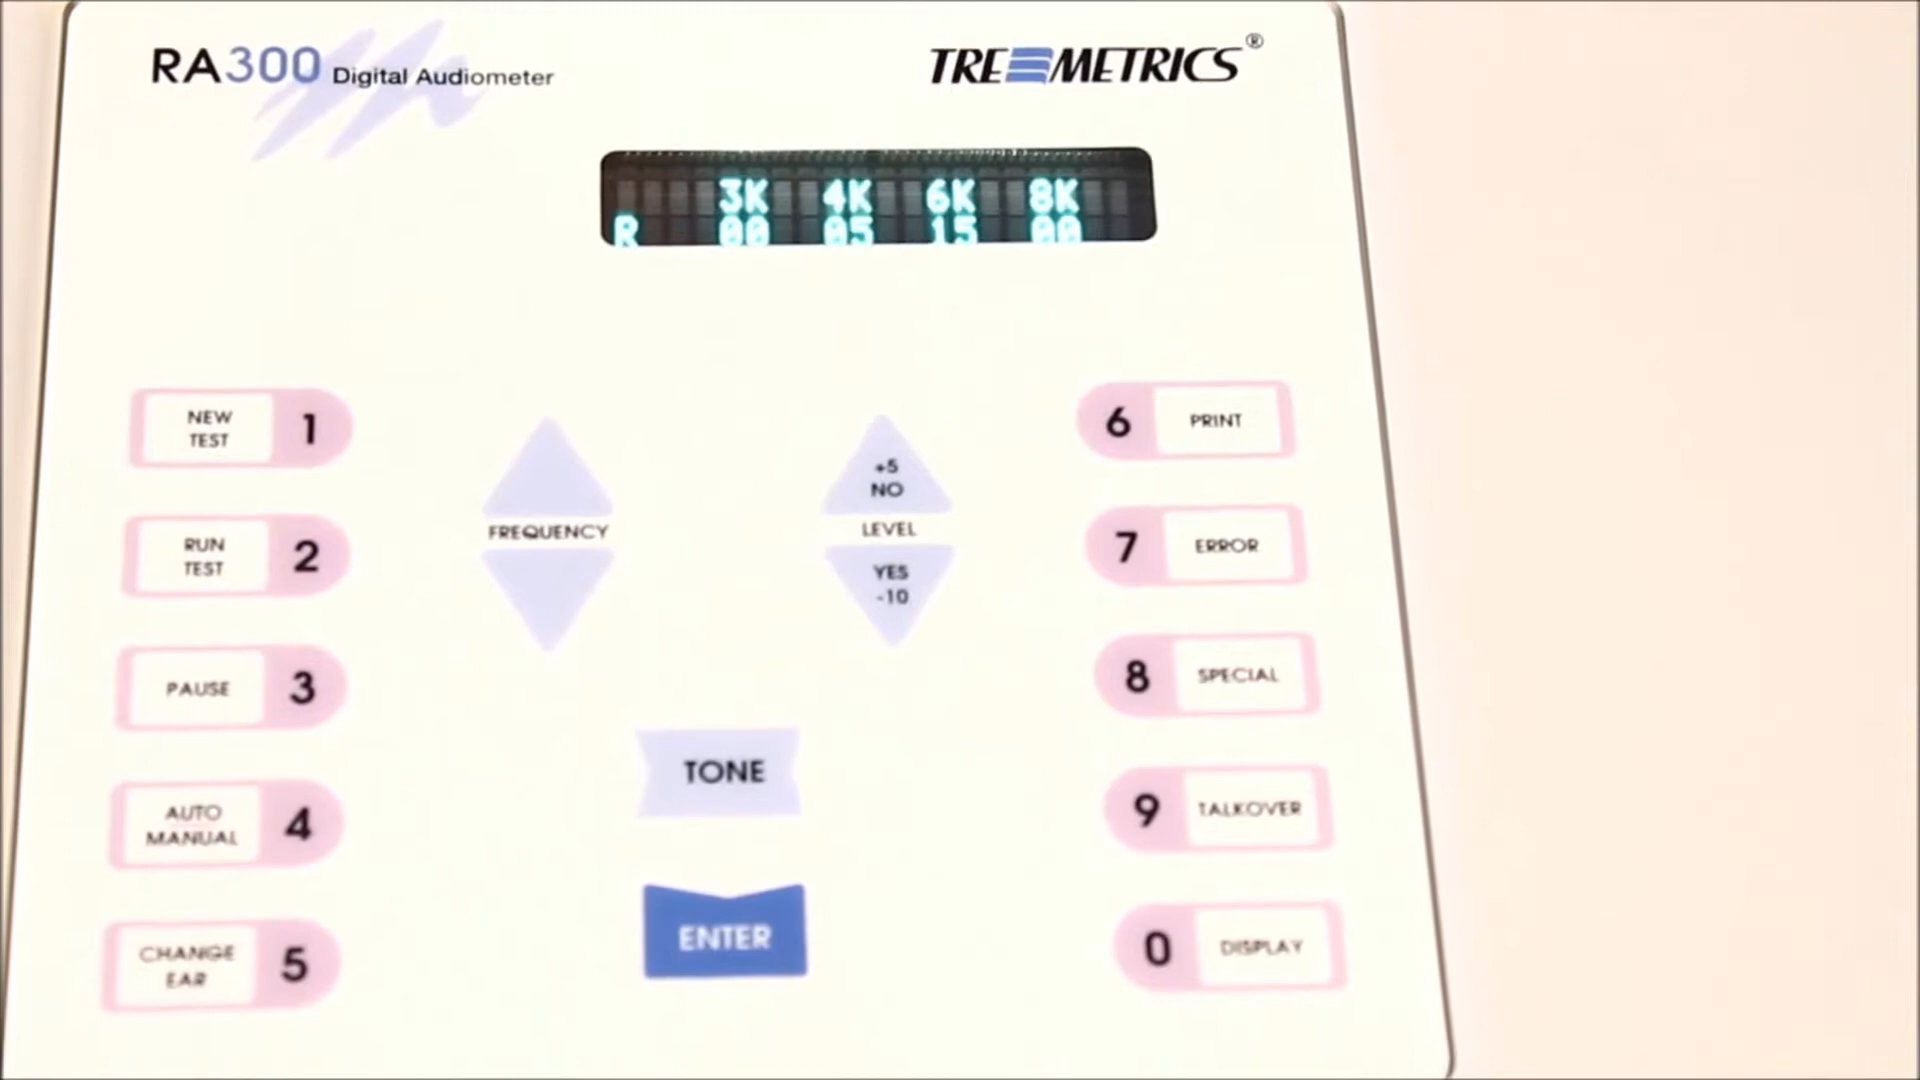 RA300 Digital Audiometer
TREMETRICS®
3K 4K 6K 8K
R 00 05 15 00
NEW TEST 1
RUN TEST 2
PAUSE 3
AUTO MANUAL 4
CHANGE EAR 5
FREQUENCY
+5 NO
LEVEL
YES -10
TONE
ENTER
6 PRINT
7 ERROR
8 SPECIAL
9 TALKOVER
0 DISPLAY